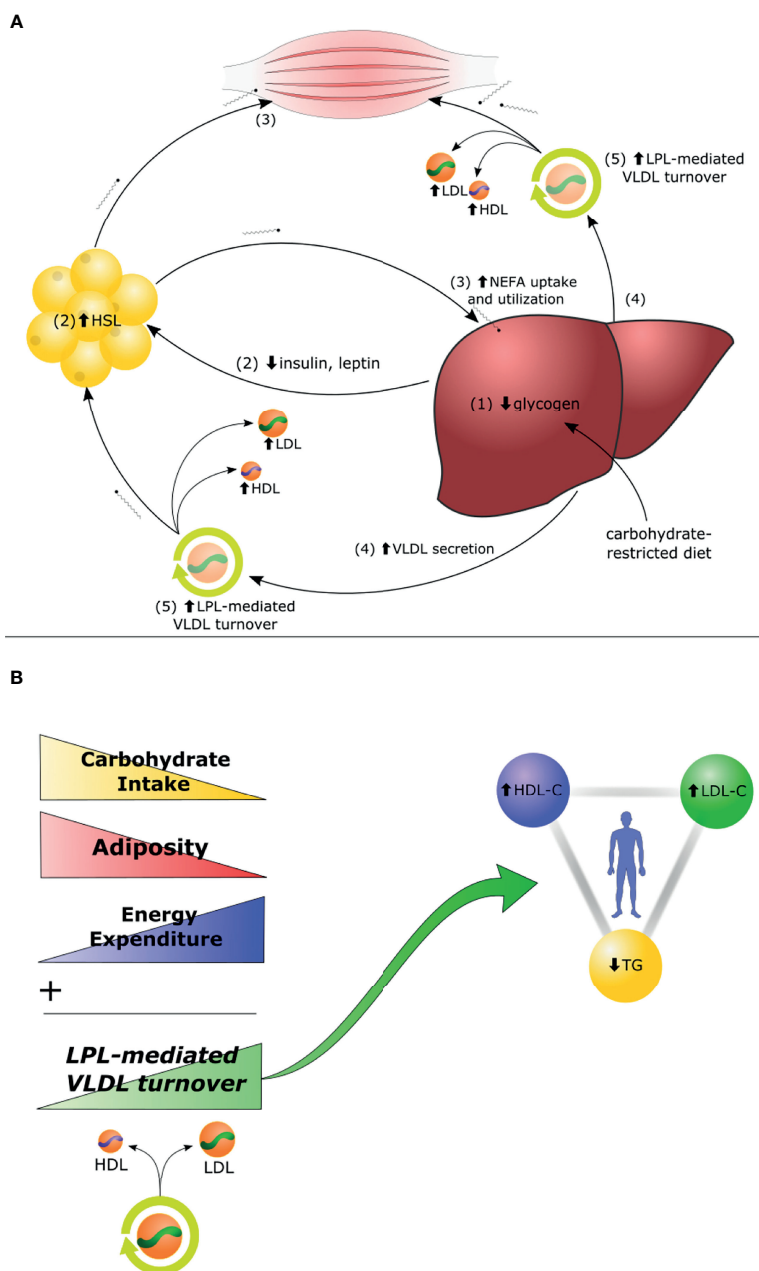 A
(3)
(5) ⬆LPL-mediated
VLDL turnover
⬆LDL
⬆HDL
(3) ⬆NEFA uptake
and utilization
(4)
(2) ⬆HSL
(2) ⬇insulin, leptin
(1) ⬇glycogen
⬆LDL
⬆HDL
carbohydrate-
restricted diet
(4) ⬆VLDL secretion
(5) ⬆LPL-mediated
VLDL turnover
B
Carbohydrate
Intake
Adiposity
Energy
Expenditure
+
LPL-mediated
VLDL turnover
HDL
LDL
⬆HDL-C
⬆LDL-C
⬇TG